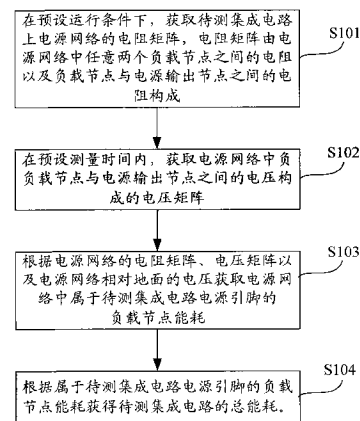 在预设运行条件下，获取待测集成电路
上电源网络的电阻矩阵，电阻矩阵由
电源网络中任意两个负载节点之间的电阻
以及负载节点与电源输出节点之间的电
阻构成
S101
在预设测量时间内，获取电源网络中负
负载节点与电源输出节点之间的电压构
成的电压矩阵
S102
根据电源网络的电阻矩阵、电压矩阵以
及电源网络相对地面的电压获取电源网
络中属于待测集成电路电源引脚的
负载节点能耗
S103
根据属于待测集成电路电源引脚的负载
节点能耗获得待测集成电路的总能耗。
S104